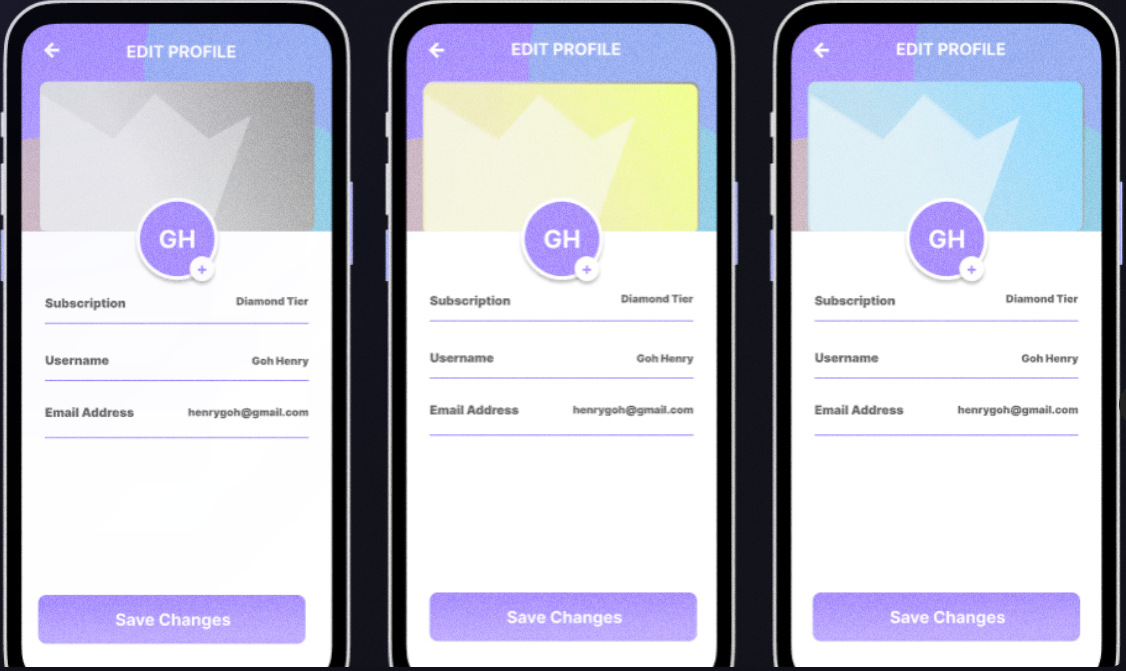 EDIT PROFILE
GH
+
Subscription Diamond Tier
Username Goh Henry
Email Address henrygoh@gmail.com
Save Changes
EDIT PROFILE
GH
+
Subscription Diamond Tier
Username Goh Henry
Email Address henrygoh@gmail.com
Save Changes
EDIT PROFILE
GH
+
Subscription Diamond Tier
Username Goh Henry
Email Address henrygoh@gmail.com
Save Changes